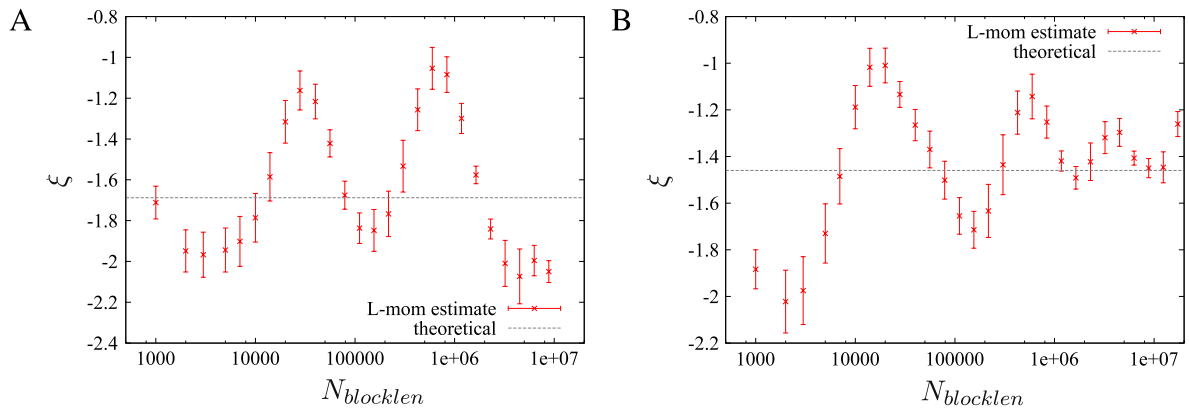 A
ξ
-0.8
-1
-1.2
-1.4
-1.6
-1.8
-2
-2.2
-2.4
L-mom estimate
theoretical
1000
10000
100000
1e+06
1e+07
N_blocklen
B
ξ
-0.8
-1
-1.2
-1.4
-1.6
-1.8
-2
-2.2
L-mom estimate
theoretical
1000
10000
100000
1e+06
1e+07
N_blocklen